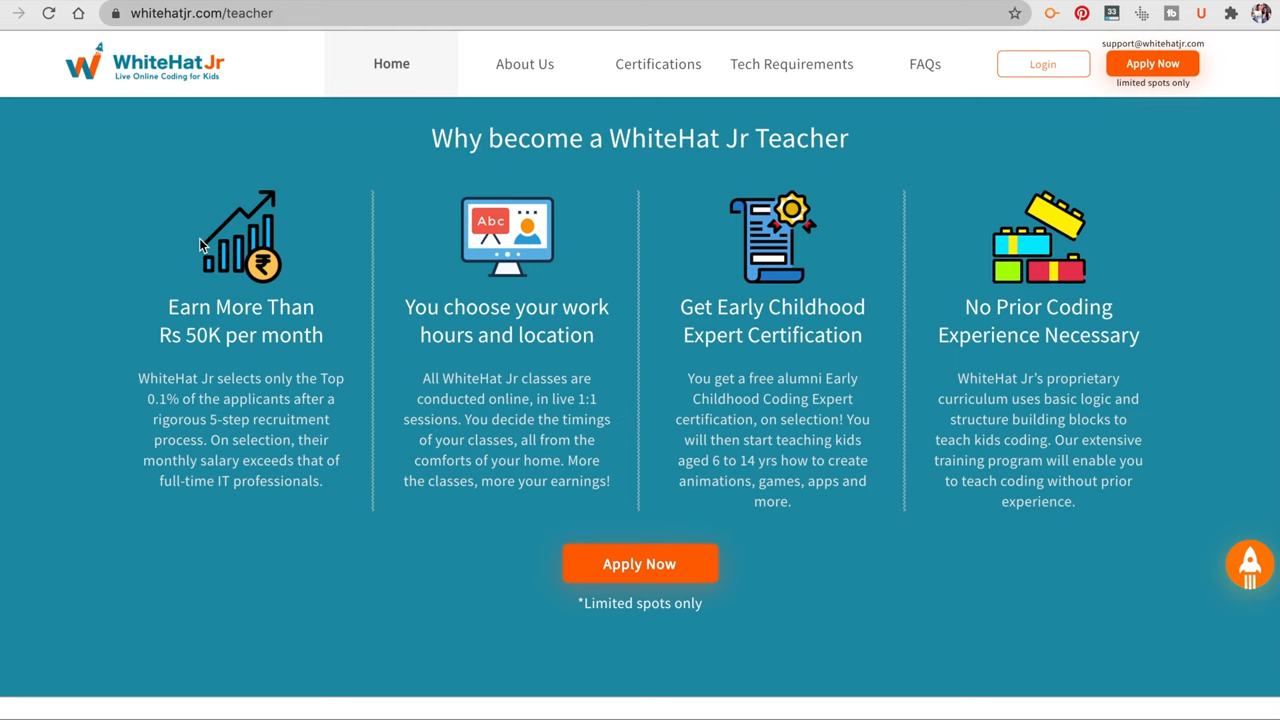 whitehatjr.com/teacher
33
tb
U
WhiteHat Jr
Live Online Coding for Kids
Home
About Us
Certifications
Tech Requirements
FAQs
Login
support@whitehatjr.com
Apply Now
limited spots only
Why become a WhiteHat Jr Teacher
₹
Earn More Than
Rs 50K per month
WhiteHat Jr selects only the Top
0.1% of the applicants after a
rigorous 5-step recruitment
process. On selection, their
monthly salary exceeds that of
full-time IT professionals.
Abc
You choose your work
hours and location
All WhiteHat Jr classes are
conducted online, in live 1:1
sessions. You decide the timings
of your classes, all from the
comforts of your home. More
the classes, more your earnings!
Get Early Childhood
Expert Certification
You get a free alumni Early
Childhood Coding Expert
certification, on selection! You
will then start teaching kids
aged 6 to 14 yrs how to create
animations, games, apps and
more.
No Prior Coding
Experience Necessary
WhiteHat Jr's proprietary
curriculum uses basic logic and
structure building blocks to
teach kids coding. Our extensive
training program will enable you
to teach coding without prior
experience.
Apply Now
*Limited spots only